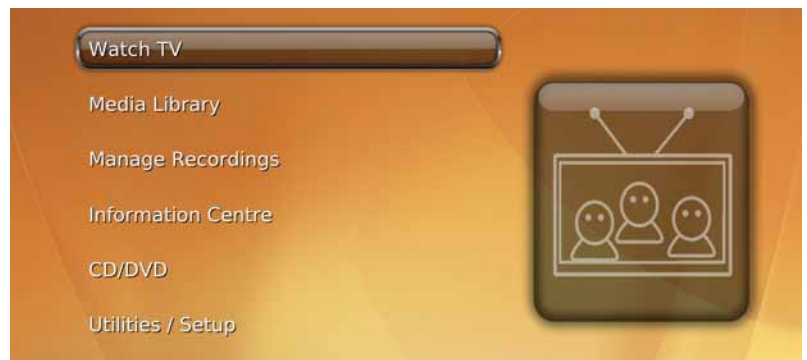 Watch TV
Media Library
Manage Recordings
Information Centre
CD/DVD
Utilities / Setup